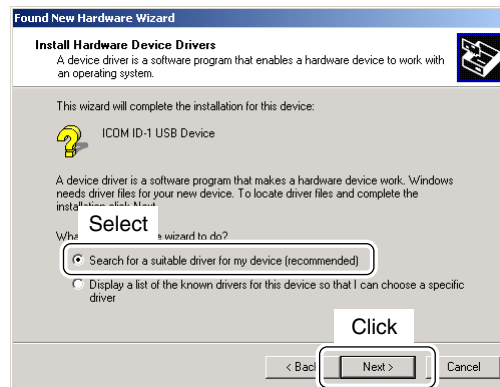 Found New Hardware Wizard
Install Hardware Device Drivers
A device driver is a software program that enables a hardware device to work with
an operating system.
This wizard will complete the installation for this device:
ICOM ID-1 USB Device
A device driver is a software program that makes a hardware device work. Windows
needs driver files for your new device. To locate driver files and complete the
click Next.
Select
wizard to do?
Search for a suitable driver for my device (recommended)
Display a list of the known drivers for this device so that I can choose a specific
driver
Click
< Back
Next >
Cancel